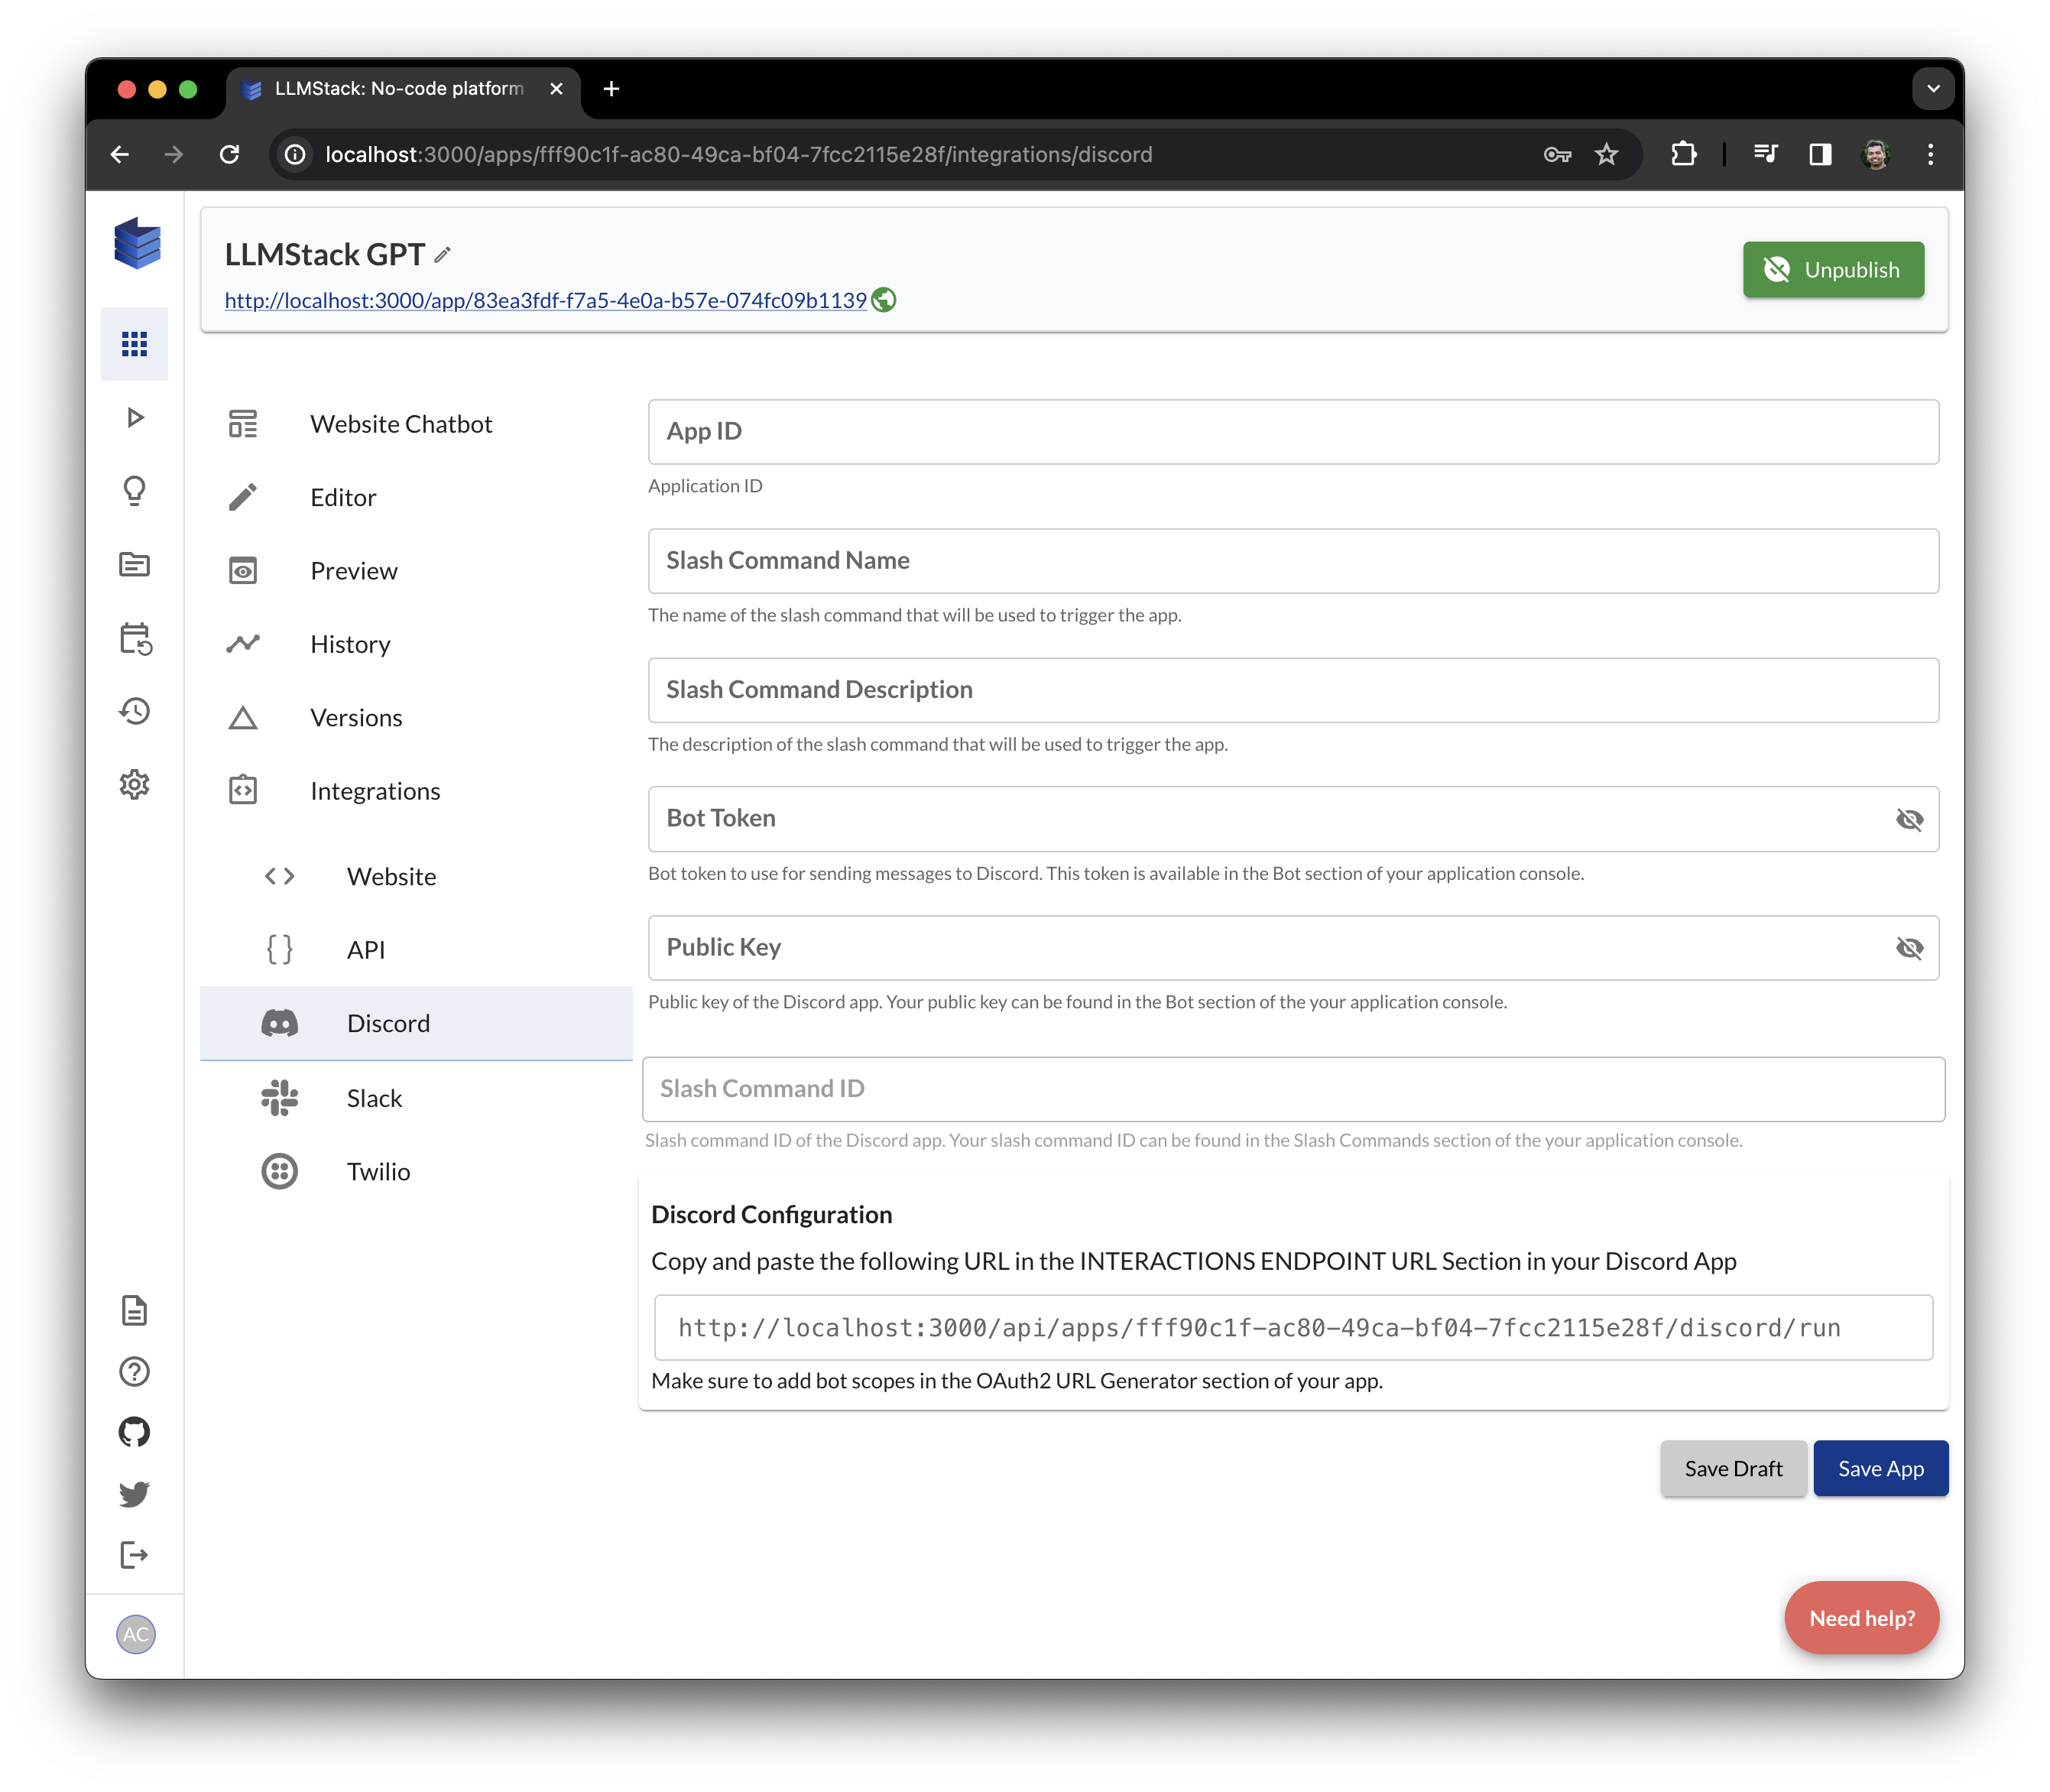 LLMStack: No-code platform
localhost:3000/apps/fff90c1f-ac80-49ca-bf04-7fcc2115e28f/integrations/discord
LLMStack GPT
http://localhost:3000/app/83ea3fdf-f7a5-4e0a-b57e-074fc09b1139
Unpublish
Website Chatbot
Editor
Preview
History
Versions
Integrations
Website
API
Discord
Slack
Twilio
App ID
Application ID
Slash Command Name
The name of the slash command that will be used to trigger the app.
Slash Command Description
The description of the slash command that will be used to trigger the app.
Bot Token
Bot token to use for sending messages to Discord. This token is available in the Bot section of your application console.
Public Key
Public key of the Discord app. Your public key can be found in the Bot section of the your application console.
Slash Command ID
Slash command ID of the Discord app. Your slash command ID can be found in the Slash Commands section of the your application console.
Discord Configuration
Copy and paste the following URL in the INTERACTIONS ENDPOINT URL Section in your Discord App
http://localhost:3000/api/apps/fff90c1f-ac80-49ca-bf04-7fcc2115e28f/discord/run
Make sure to add bot scopes in the OAuth2 URL Generator section of your app.
Save Draft
Save App
Need help?
AC